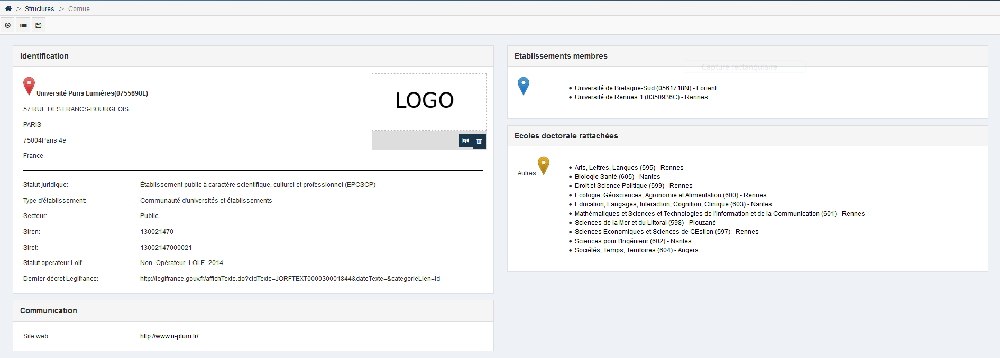 > Structures > Comue
Identification
Université Paris Lumières(0755698L)
57 RUE DES FRANCS-BOURGEOIS
PARIS
75004Paris 4e
France
LOGO
Statut juridique: Établissement public à caractère scientifique, culturel et professionnel (EPCSCP)
Type d'établissement: Communauté d'universités et établissements
Secteur: Public
Siren: 130021470
Siret: 13002147000021
Statut operateur Lolf: Non_Opérateur_LOLF_2014
Dernier décret Legifrance: http://legifrance.gouv.fr/affichTexte.do?cidTexte=JORFTEXT000030001844&dateTexte=&categorieLien=id
Communication
Site web: http://www.u-plum.fr/
Etablissements membres
Capture rectangulaire
• Université de Bretagne-Sud (0561718N) - Lorient
• Université de Rennes 1 (0350936C) - Rennes
Ecoles doctorale rattachées
Autres
• Arts, Lettres, Langues (595) - Rennes
• Biologie Santé (605) - Nantes
• Droit et Science Politique (599) - Rennes
• Ecologie, Géosciences, Agronomie et Alimentation (600) - Rennes
• Education, Langages, Interaction, Cognition, Clinique (603) - Nantes
• Mathématiques et Sciences et Technologies de l'information et de la Communication (601) - Rennes
• Sciences de la Mer et du Littoral (598) - Plouzané
• Sciences Economiques et Sciences de GEstion (597) - Rennes
• Sciences pour l'Ingénieur (602) - Nantes
• Sociétés, Temps, Territoires (604) - Angers